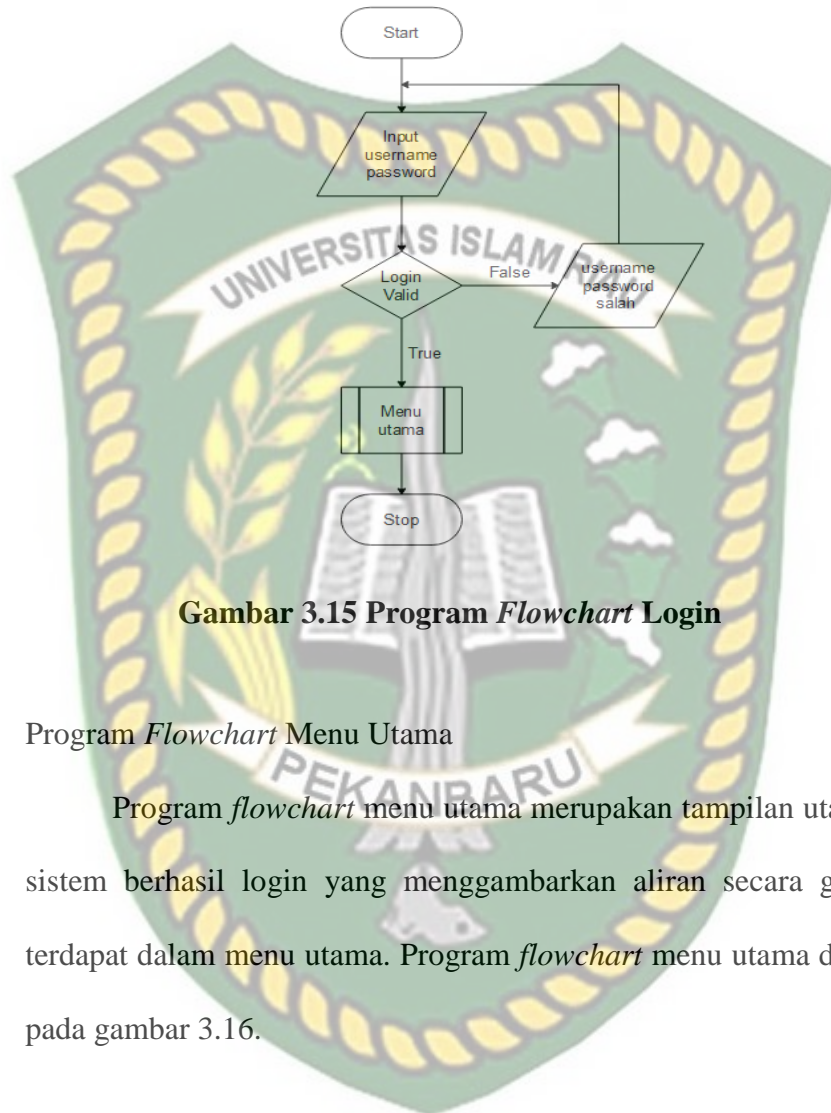 Start
Input
username
password
UNIVERSITAS ISLAM RIAU
Login
Valid
False
username
password
salah
True
Menu
utama
Stop
Gambar 3.15 Program Flowchart Login
Program Flowchart Menu Utama
PEKANBARU
Program flowchart menu utama merupakan tampilan uta
sistem berhasil login yang menggambarkan aliran secara g
terdapat dalam menu utama. Program flowchart menu utama d
pada gambar 3.16.